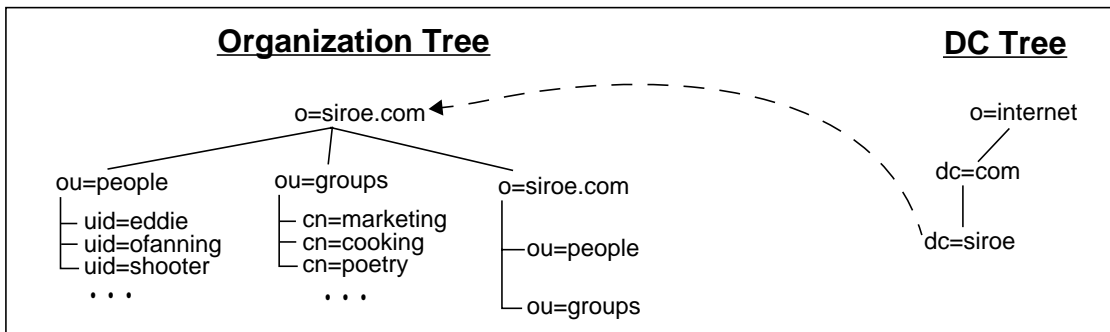 Organization Tree
DC Tree
o=siroe.com
o=internet
ou=people
ou=groups
o=siroe.com
dc=com
uid=eddie
uid=ofanning
uid=shooter
. . .
cn=marketing
cn=cooking
cn=poetry
. . .
ou=people
ou=groups
dc=siroe